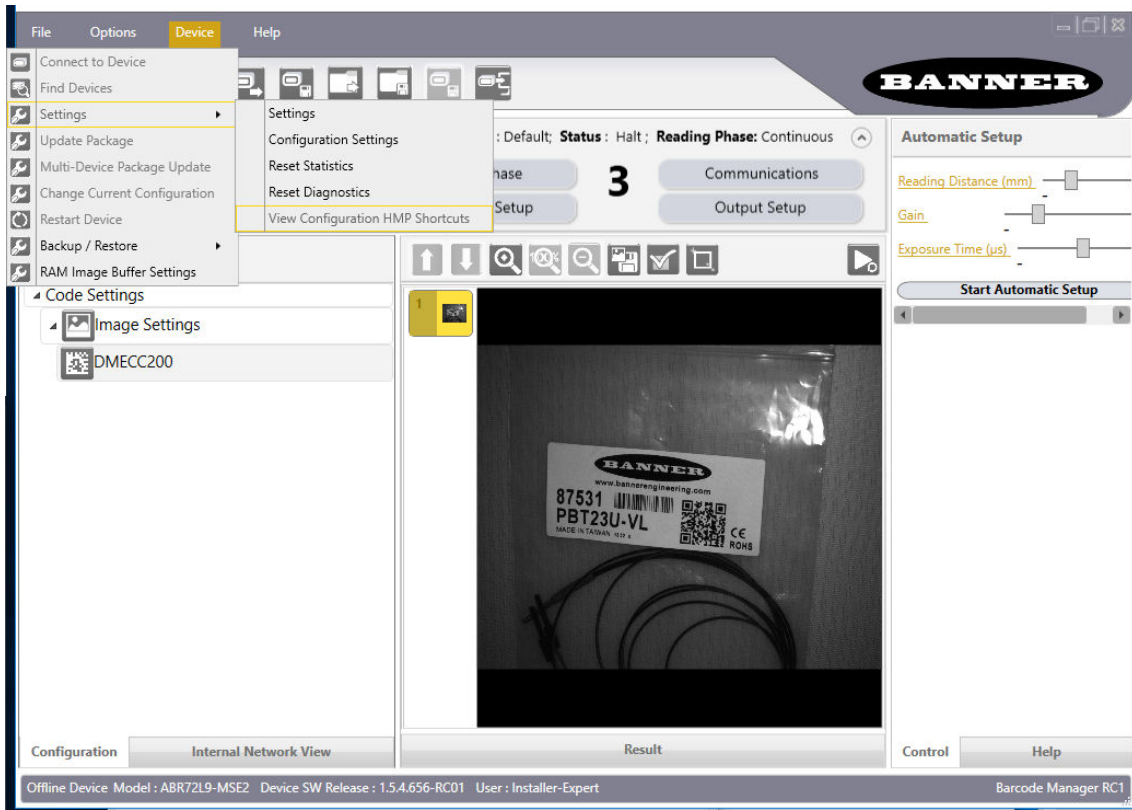 File Options Device Help
Connect to Device
Find Devices
Settings
Update Package
Multi-Device Package Update
Change Current Configuration
Restart Device
Backup / Restore
RAM Image Buffer Settings
Settings
Configuration Settings
Reset Statistics
Reset Diagnostics
View Configuration HMP Shortcuts
BANNER
: Default; Status : Halt ; Reading Phase: Continuous
hase
3
Communications
Setup
Output Setup
Automatic Setup
Reading Distance (mm)
Gain
Exposure Time (µs)
Start Automatic Setup
100%
Code Settings
Image Settings
DMECC200
1
BANNER
www.bannerengineering.com
87531
PBT23U-VL
MADE IN TAIWAN
CE
ROHS
Configuration Internal Network View
Result
Control Help
Offline Device Model : ABR72L9-MSE2 Device SW Release : 1.5.4.656-RC01 User : Installer-Expert
Barcode Manager RC1